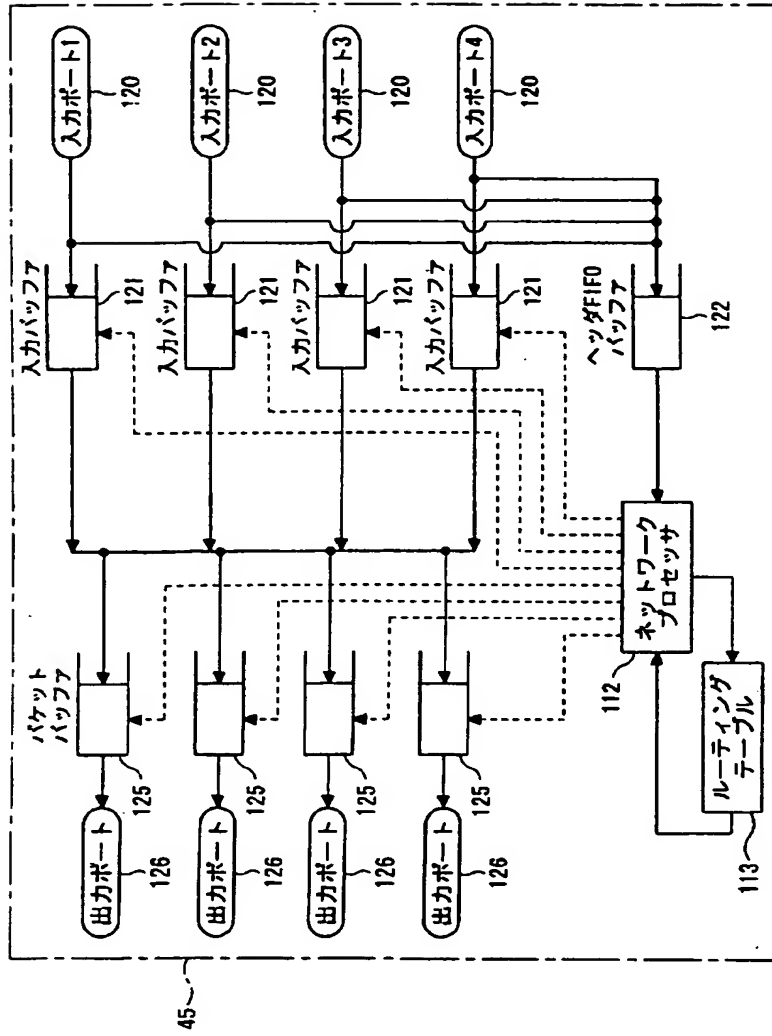 45
入力ポート1
120
入力ポート2
120
入力ポート3
120
入力ポート4
120
入力バッファ
121
入力バッファ
121
入力バッファ
121
入力バッファ
121
ヘッダFIFO
バッファ
122
ネットワーク
プロセッサ
112
ルーティング
テーブル
113
パケット
バッファ
125
125
125
125
出力ポート
126
出力ポート
126
出力ポート
126
出力ポート
126